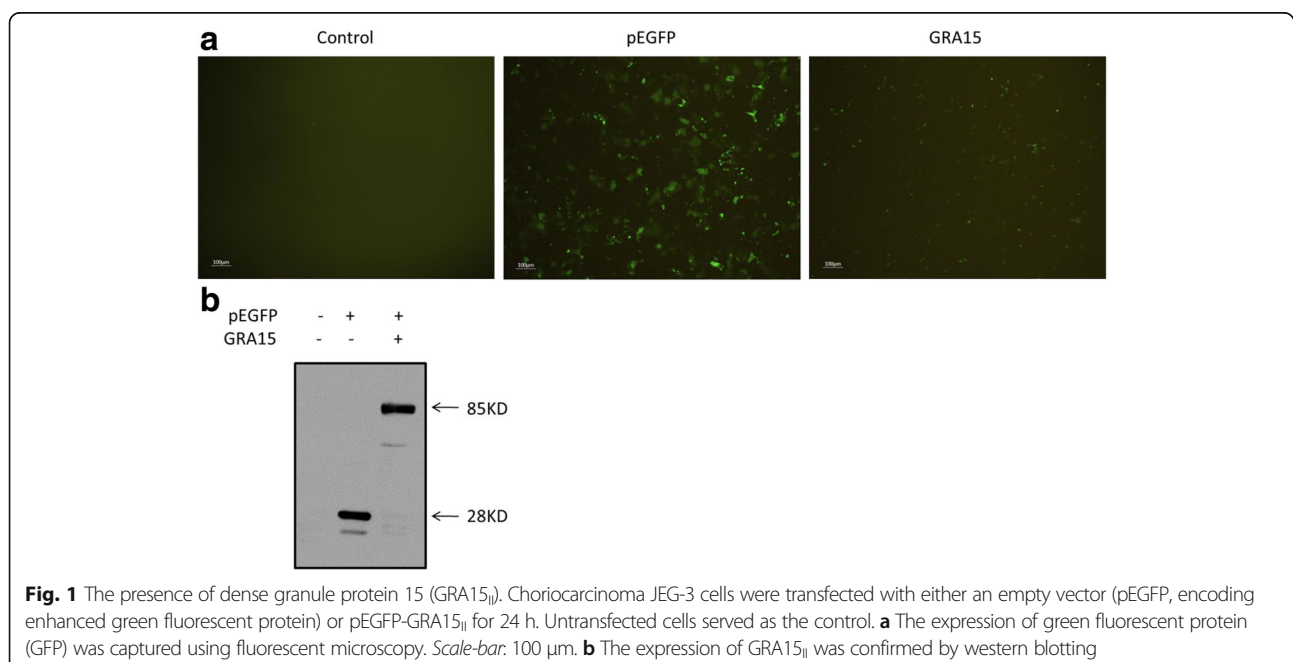 a
Control pEGFP GRA15
100μm 100μm 100μm
b
pEGFP - + +
GRA15 - - +
← 85KD
← 28KD
Fig. 1 The presence of dense granule protein 15 (GRA15II). Choriocarcinoma JEG-3 cells were transfected with either an empty vector (pEGFP, encoding
enhanced green fluorescent protein) or pEGFP-GRA15II for 24 h. Untransfected cells served as the control. a The expression of green fluorescent protein
(GFP) was captured using fluorescent microscopy. Scale-bar: 100 μm. b The expression of GRA15II was confirmed by western blotting